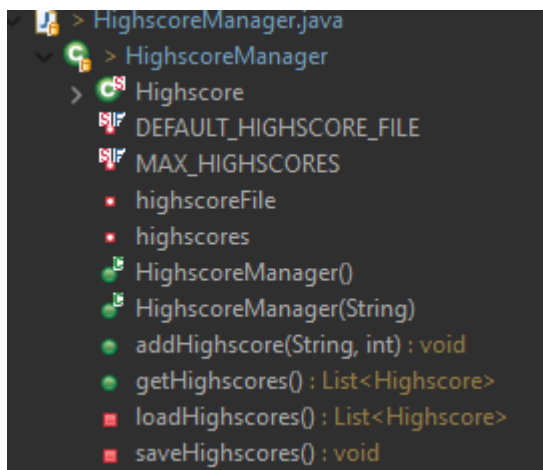 > HighscoreManager.java
> HighscoreManager
Highscore
DEFAULT_HIGHSCORE_FILE
MAX_HIGHSCORES
highscoreFile
highscores
HighscoreManager()
HighscoreManager(String)
addHighscore(String, int) : void
getHighscores() : List<Highscore>
loadHighscores() : List<Highscore>
saveHighscores() : void